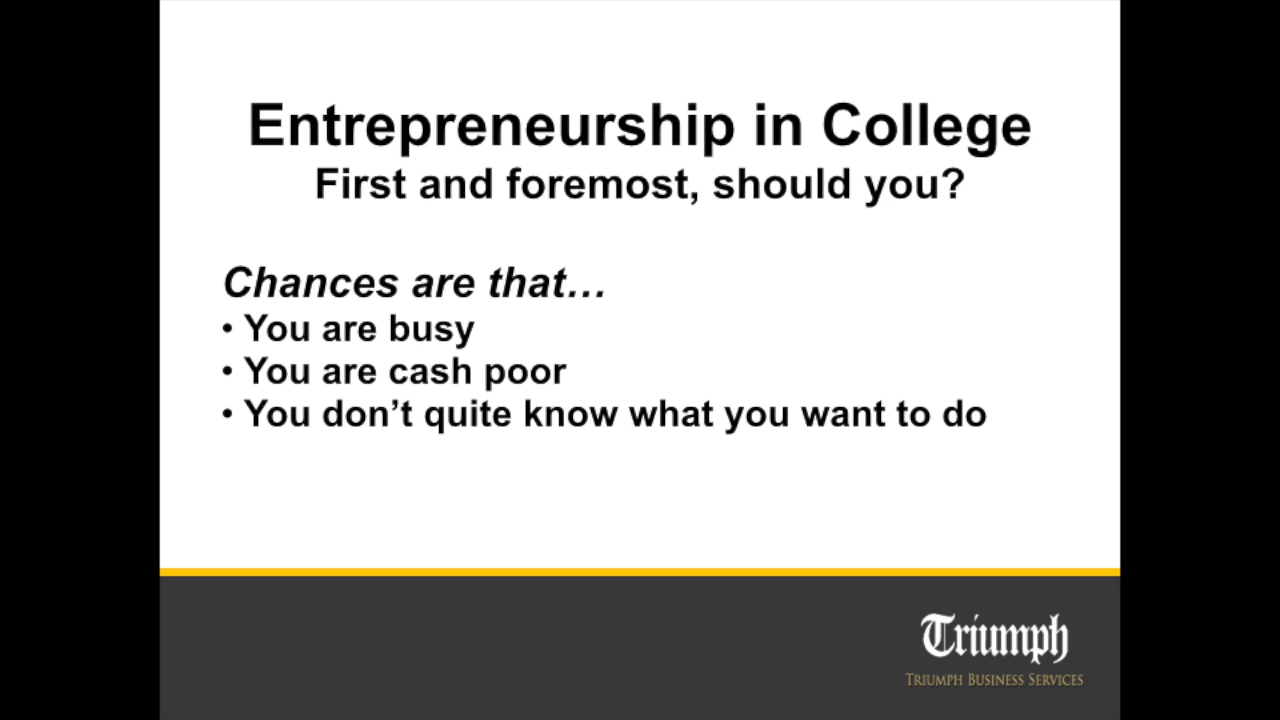 Entrepreneurship in College
First and foremost, should you?
Chances are that…
• You are busy
• You are cash poor
• You don’t quite know what you want to do
Triumph
TRIUMPH BUSINESS SERVICES